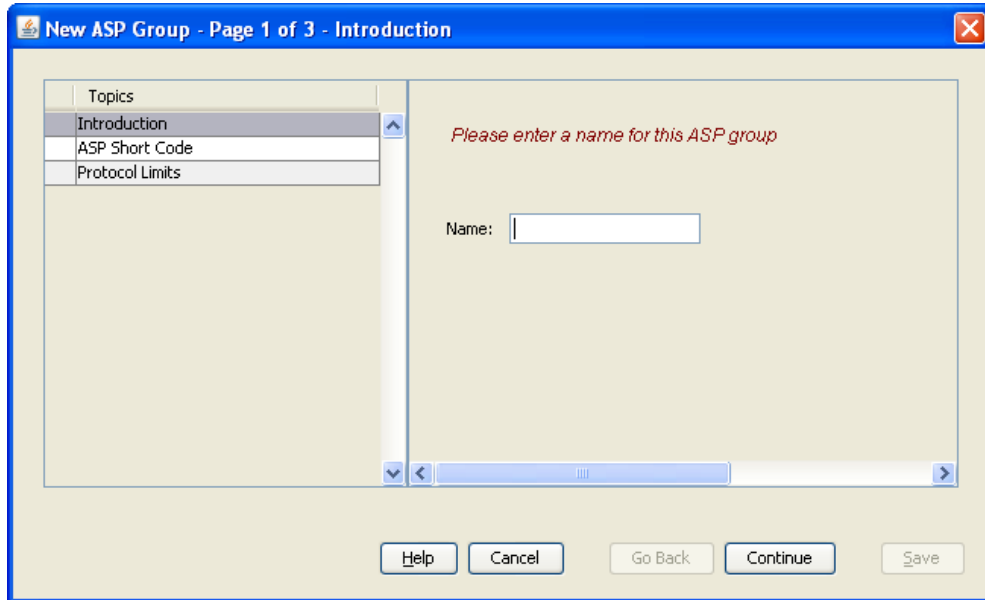 New ASP Group - Page 1 of 3 - Introduction
Topics
Introduction
ASP Short Code
Protocol Limits
Please enter a name for this ASP group
Name:
Help Cancel Go Back Continue Save